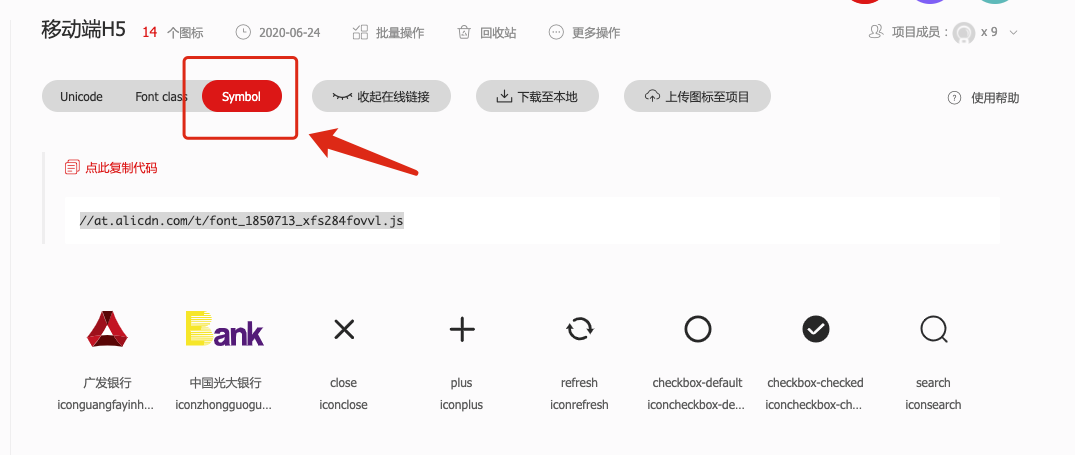 移动端H5 14 个图标 2020-06-24 批量操作 回收站 更多操作 项目成员： x 9
Unicode Font class Symbol 收起在线链接 下载至本地 上传图标至项目 使用帮助
点此复制代码
//at.alicdn.com/t/font_1850713_xfs284fovvl.js
Bank
广发银行 中国光大银行 close plus refresh checkbox-default checkbox-checked search
iconguangfayinh... iconzhongguogu... iconclose iconplus iconrefresh iconcheckbox-de... iconcheckbox-ch... iconsearch